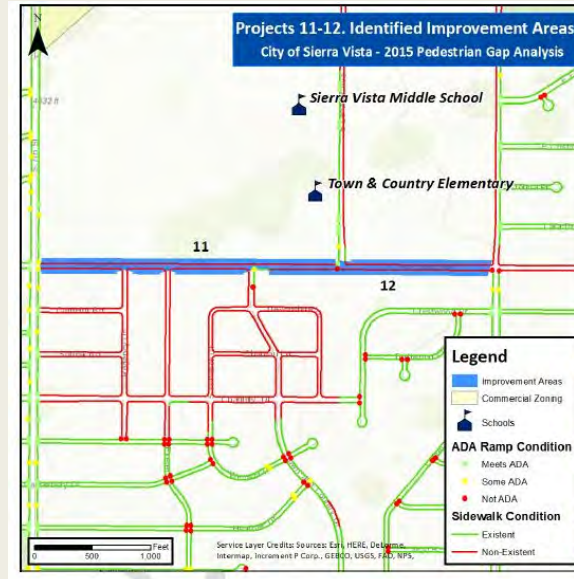 N
Projects 11-12. Identified Improvement Areas
City of Sierra Vista - 2015 Pedestrian Gap Analysis
Sierra Vista Middle School
Town & Country Elementary
11
12
Legend
Improvement Areas
Commercial Zoning
Schools
ADA Ramp Condition
Meets ADA
Some ADA
Not ADA
Sidewalk Condition
Existent
Non-Existent
Feet
0 500 1,000
Service Layer Credits: Sources: Esri, HERE, DeLorme,
Intermap, increment P Corp., GEBCO, USGS, FAO, NPS,